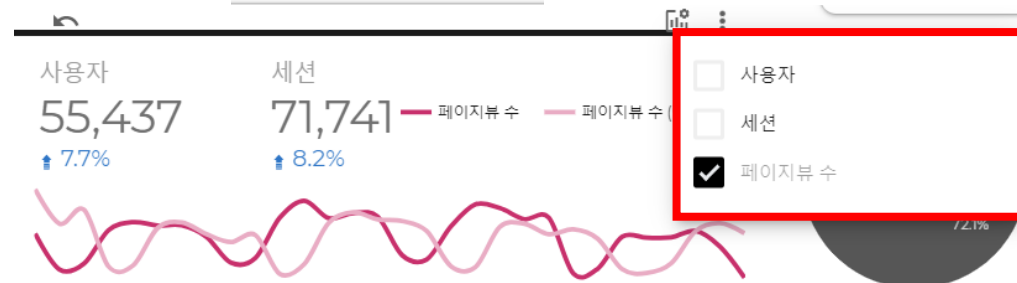 사용자
세션
55,437
71,741
페이지뷰 수
페이지뷰 수 (
7.7%
8.2%
사용자
세션
페이지뷰 수
72.1%